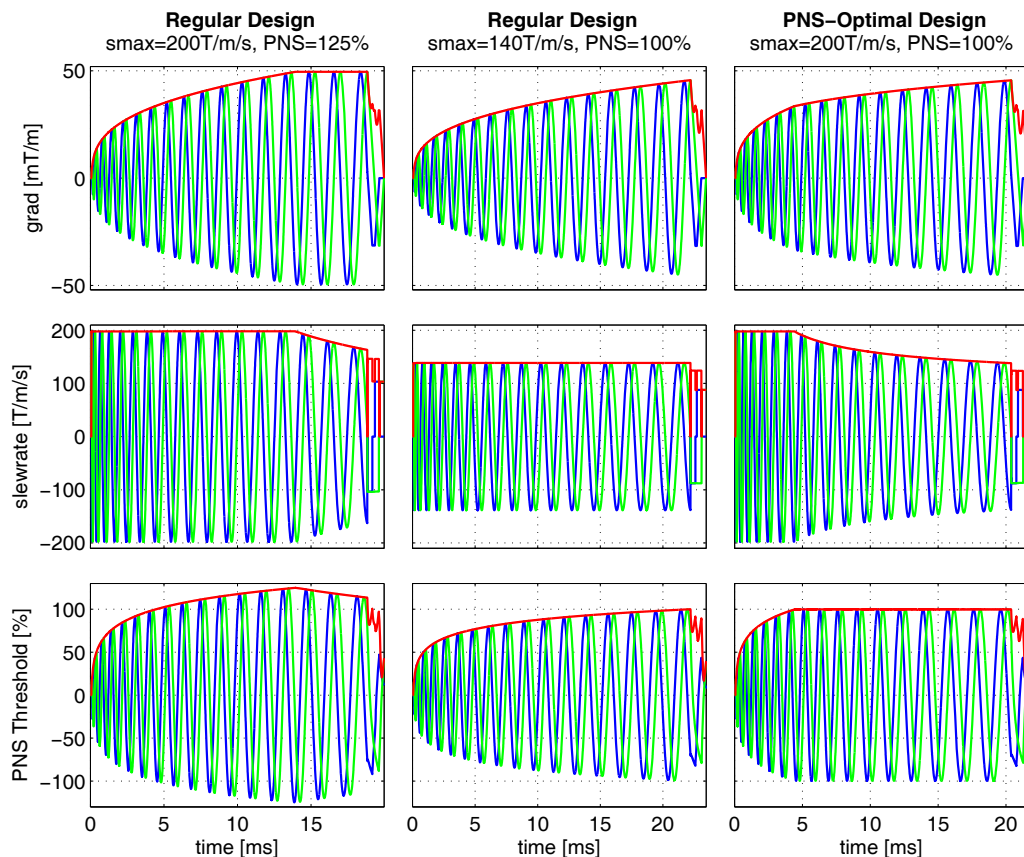 Regular Design
smax=200T/m/s, PNS=125%
Regular Design
smax=140T/m/s, PNS=100%
PNS−Optimal Design
smax=200T/m/s, PNS=100%
grad [mT/m]
50
0
−50
slewrate [T/m/s]
200
100
0
−100
−200
PNS Threshold [%]
100
50
0
−50
−100
0 5 10 15
time [ms]
0 5 10 15 20
time [ms]
0 5 10 15 20
time [ms]